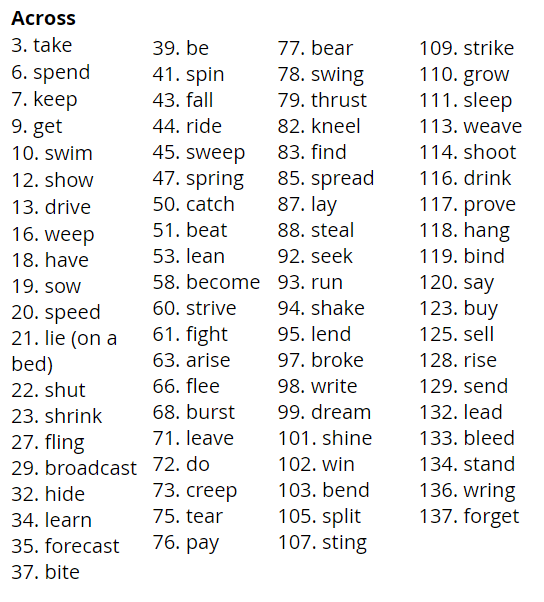 Across
3. take
6. spend
7. keep
9. get
10. swim
12. show
13. drive
16. weep
18. have
19. sow
20. speed
21. lie (on a
bed)
22. shut
23. shrink
27. fling
29. broadcast
32. hide
34. learn
35. forecast
37. bite
39. be
41. spin
43. fall
44. ride
45. sweep
47. spring
50. catch
51. beat
53. lean
58. become
60. strive
61. fight
63. arise
66. flee
68. burst
71. leave
72. do
73. creep
75. tear
76. pay
77. bear
78. swing
79. thrust
82. kneel
83. find
85. spread
87. lay
88. steal
92. seek
93. run
94. shake
95. lend
97. broke
98. write
99. dream
101. shine
102. win
103. bend
105. split
107. sting
109. strike
110. grow
111. sleep
113. weave
114. shoot
116. drink
117. prove
118. hang
119. bind
120. say
123. buy
125. sell
128. rise
129. send
132. lead
133. bleed
134. stand
136. wring
137. forget